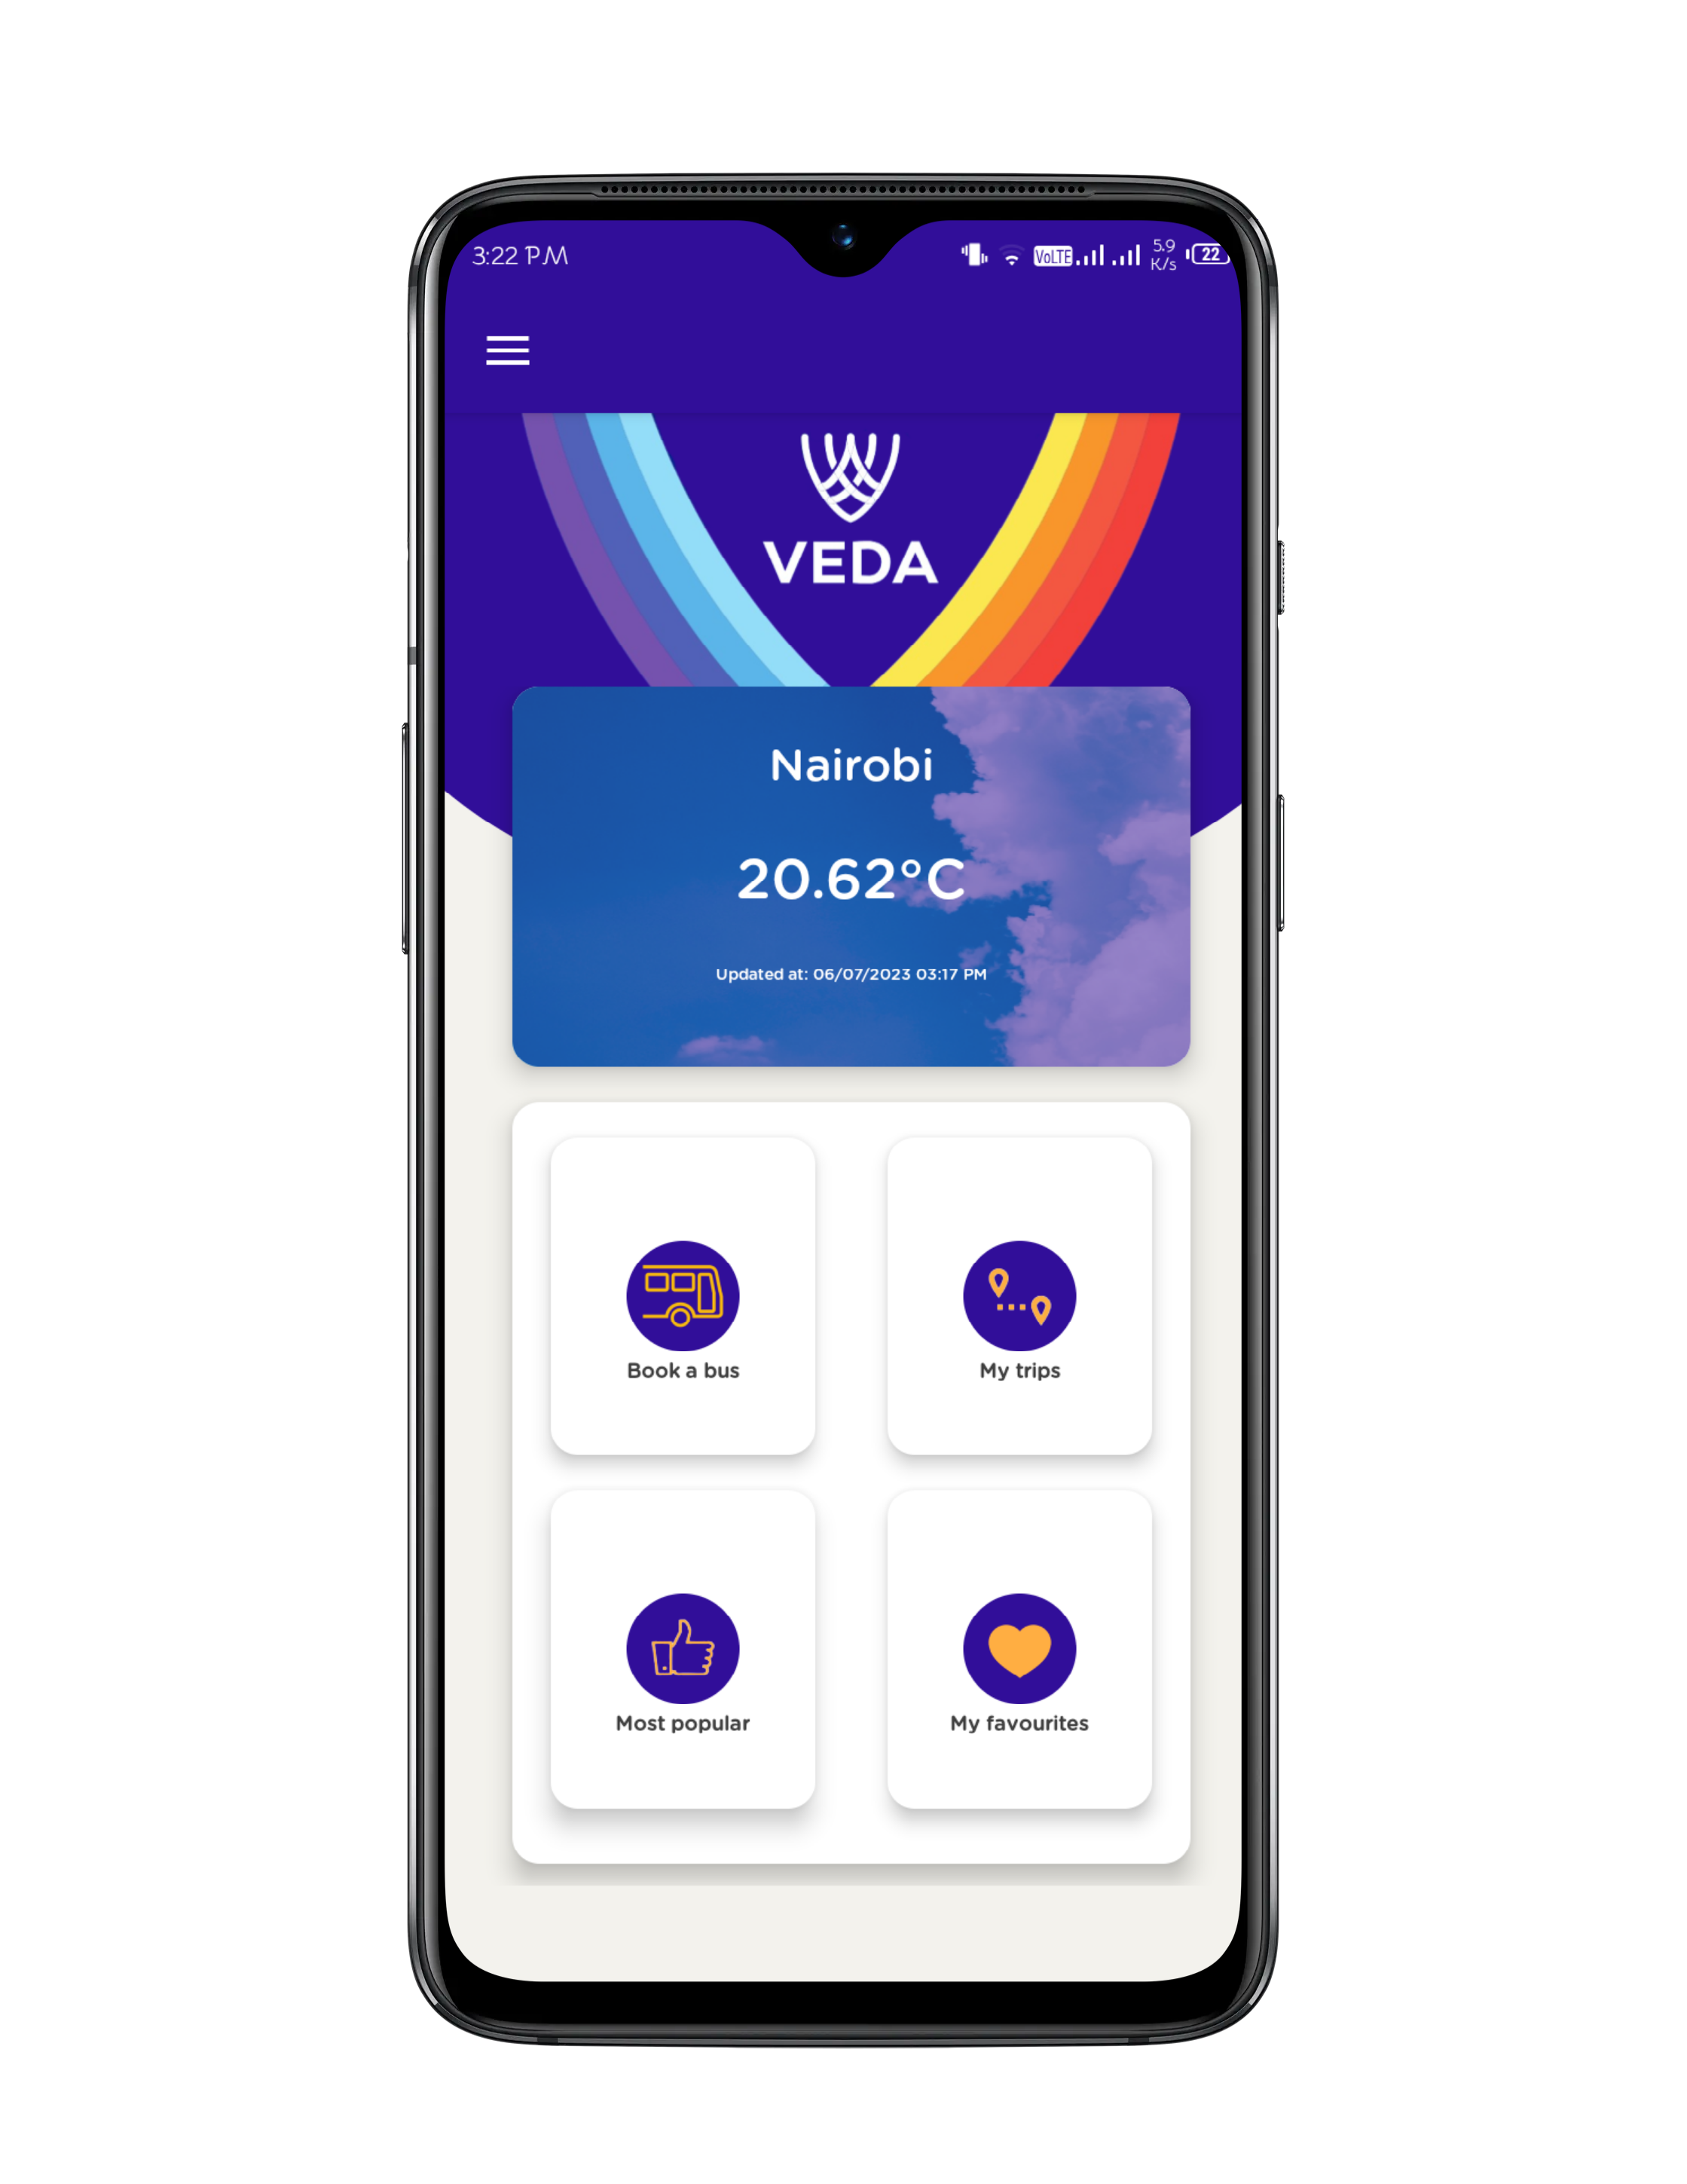 3:22 PM VoLTE 5.9 K/s 22
VEDA
Nairobi
20.62°C
Updated at: 06/07/2023 03:17 PM
Book a bus
My trips
Most popular
My favourites